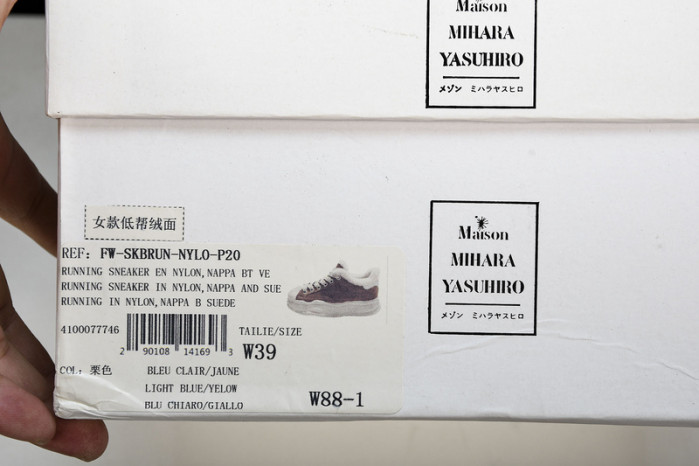 Maison
MIHARA
YASUHIRO
メゾン ミハラヤスヒロ
女款低帮绒面
REF: FW-SKBRUN-NYLO-P20
RUNNING SNEAKER EN NYLON,NAPPA BT VE
RUNNING SNEAKER IN NYLON,NAPPA AND SUE
RUNNING IN NYLON,NAPPA B SUEDE
4100077746
2 90108 14169 3
TAILIE/SIZE
W39
COL: 栗色
BLEU CLAIR/JAUNE
LIGHT BLUE/YELOW
BLU CHIARO/GIALLO
W88-1
Maison
MIHARA
YASUHIRO
メゾン ミハラヤスヒロ